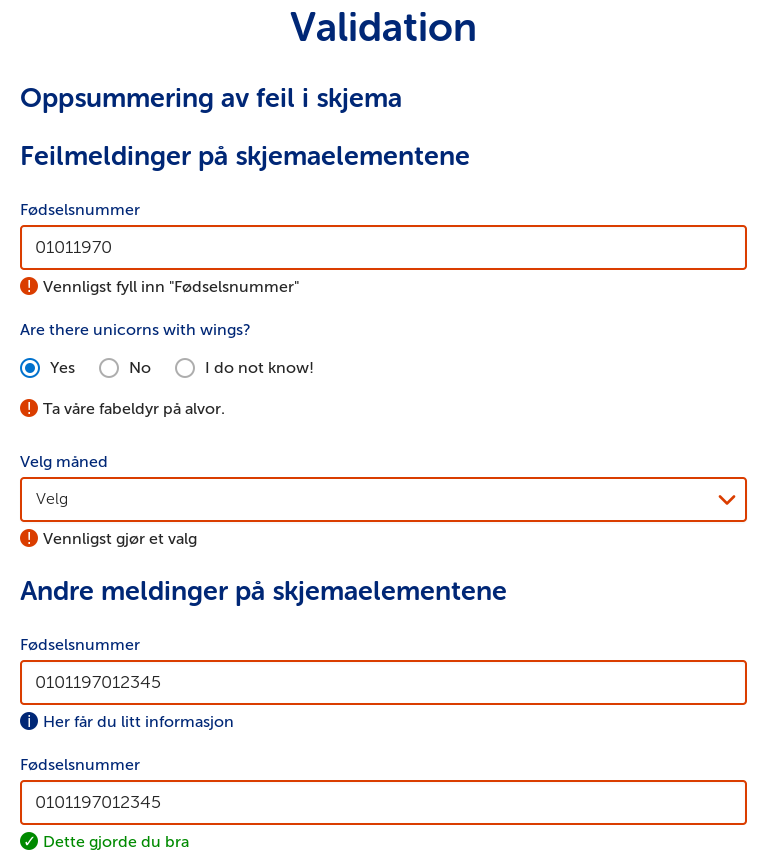 Validation
Oppsummering av feil i skjema
Feilmeldinger på skjemaelementene
Fødselsnummer
01011970
Vennligst fyll inn "Fødselsnummer"
Are there unicorns with wings?
Yes No I do not know!
Ta våre fabeldyr på alvor.
Velg måned
Velg
Vennligst gjør et valg
Andre meldinger på skjemaelementene
Fødselsnummer
0101197012345
Her får du litt informasjon
Fødselsnummer
0101197012345
Dette gjorde du bra